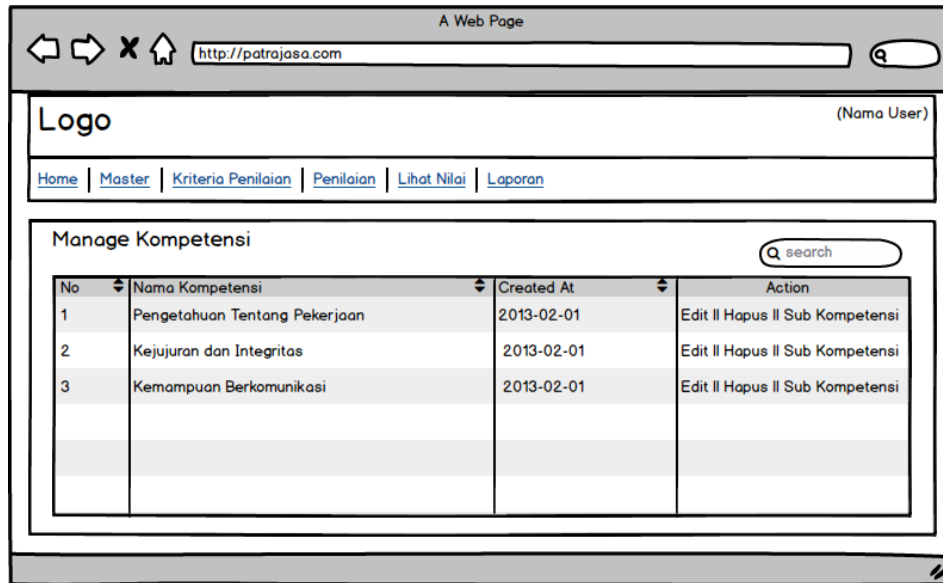 A Web Page
http://patrajasa.com
Logo
(Nama User)
Home | Master | Kriteria Penilaian | Penilaian | Lihat Nilai | Laporan
Manage Kompetensi
search
No Nama Kompetensi Created At Action
1 Pengetahuan Tentang Pekerjaan 2013-02-01 Edit II Hapus II Sub Kompetensi
2 Kejujuran dan Integritas 2013-02-01 Edit II Hapus II Sub Kompetensi
3 Kemampuan Berkomunikasi 2013-02-01 Edit II Hapus II Sub Kompetensi